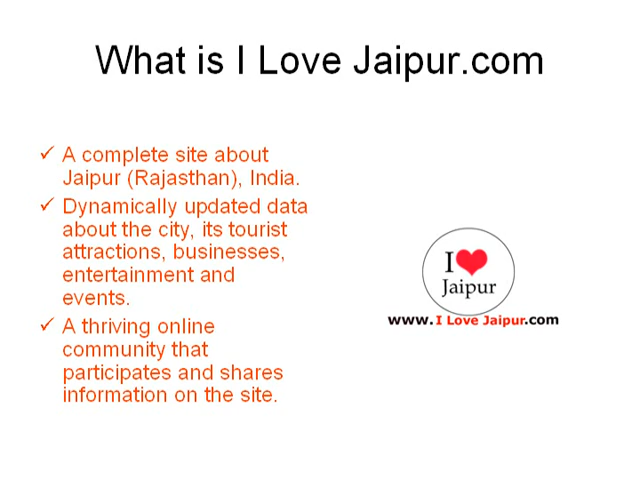 What is I Love Jaipur.com
A complete site about
Jaipur (Rajasthan), India.
Dynamically updated data
about the city, its tourist
attractions, businesses,
entertainment and
events.
A thriving online
community that
participates and shares
information on the site.
I
Jaipur
www.I Love Jaipur.com